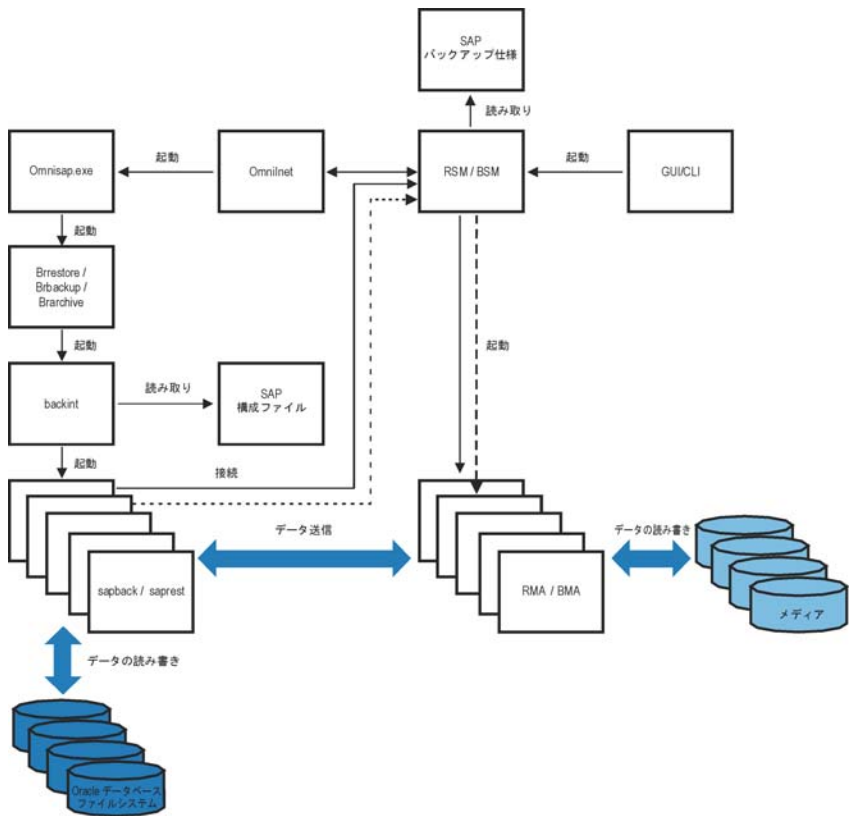 SAP
バックアップ仕様
読み取り
Omnisap.exe
起動
OmniInet
RSM / BSM
起動
GUI/CLI
起動
Brrestore /
Brbackup /
Brarchive
起動
起動
backint
読み取り
SAP
構成ファイル
起動
接続
データ送信
データの読み書き
sapback / saprest
RMA / BMA
メディア
データの読み書き
Oracle データベース
ファイルシステム